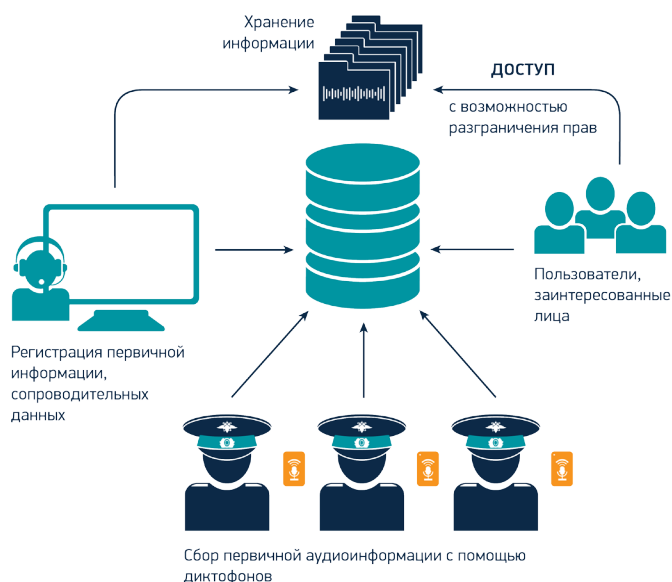 Хранение
информации
ДОСТУП
с возможностью
разграничения прав
Пользователи,
заинтересованные
лица
Регистрация первичной
информации,
сопроводительных
данных
Сбор первичной аудиоинформации с помощью
диктофонов